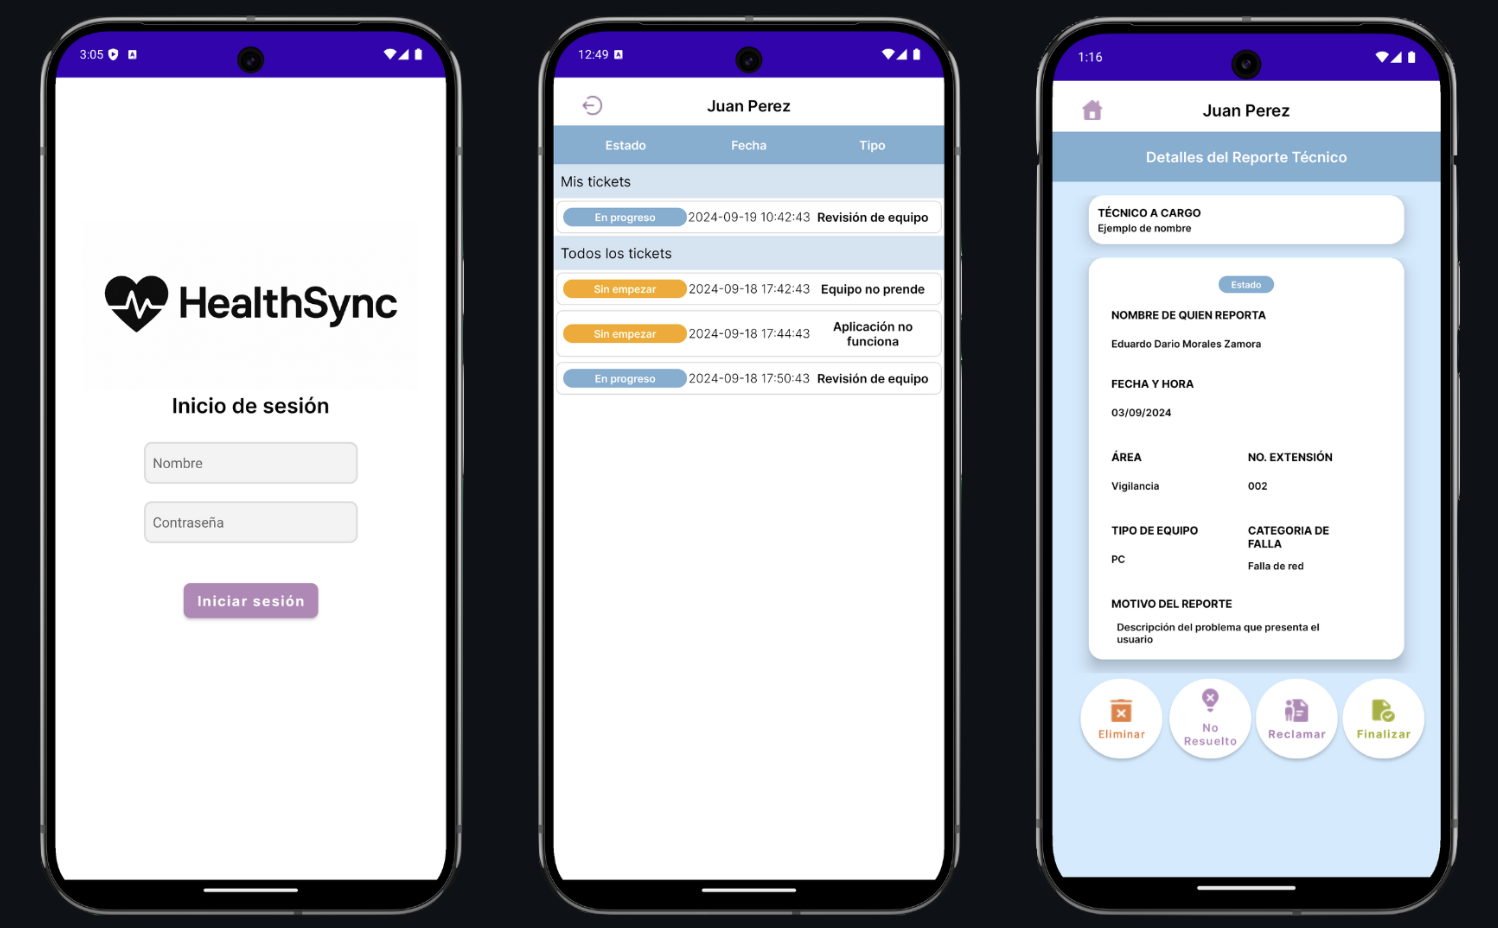 3:05
HealthSync
Inicio de sesión
Nombre
Contraseña
Iniciar sesión
12:49
Juan Perez
Estado Fecha Tipo
Mis tickets
En progreso 2024-09-19 10:42:43 Revisión de equipo
Todos los tickets
Sin empezar 2024-09-18 17:42:43 Equipo no prende
Sin empezar 2024-09-18 17:44:43 Aplicación no
funciona
En progreso 2024-09-18 17:50:43 Revisión de equipo
1:16
Juan Perez
Detalles del Reporte Técnico
TÉCNICO A CARGO
Ejemplo de nombre
Estado
NOMBRE DE QUIEN REPORTA
Eduardo Dario Morales Zamora
FECHA Y HORA
03/09/2024
ÁREA NO. EXTENSIÓN
Vigilancia 002
TIPO DE EQUIPO CATEGORIA DE
FALLA
PC Falla de red
MOTIVO DEL REPORTE
Descripción del problema que presenta el
usuario
Eliminar No
Resuelto Reclamar Finalizar